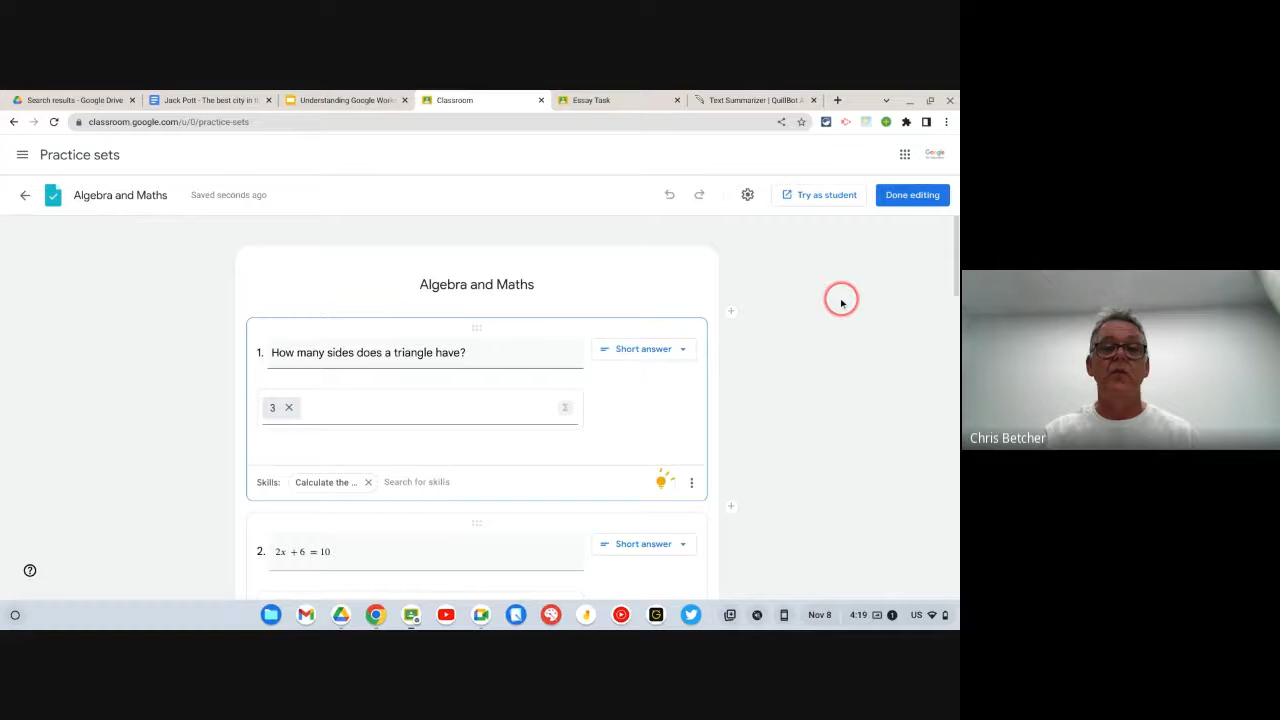 Search results - Google Drive
Jack Pott - The best city in t
Understanding Google Work
Classroom
Essay Task
Text Summarizer | QuillBot A
classroom.google.com/u/0/practice-sets
Practice sets
Google
Algebra and Maths
Saved seconds ago
Try as student
Done editing
Algebra and Maths
1. How many sides does a triangle have?
Short answer
3
Σ
Skills:
Calculate the ...
Search for skills
2. 2x + 6 = 10
Short answer
Nov 8
4:19
1
US
Chris Betcher